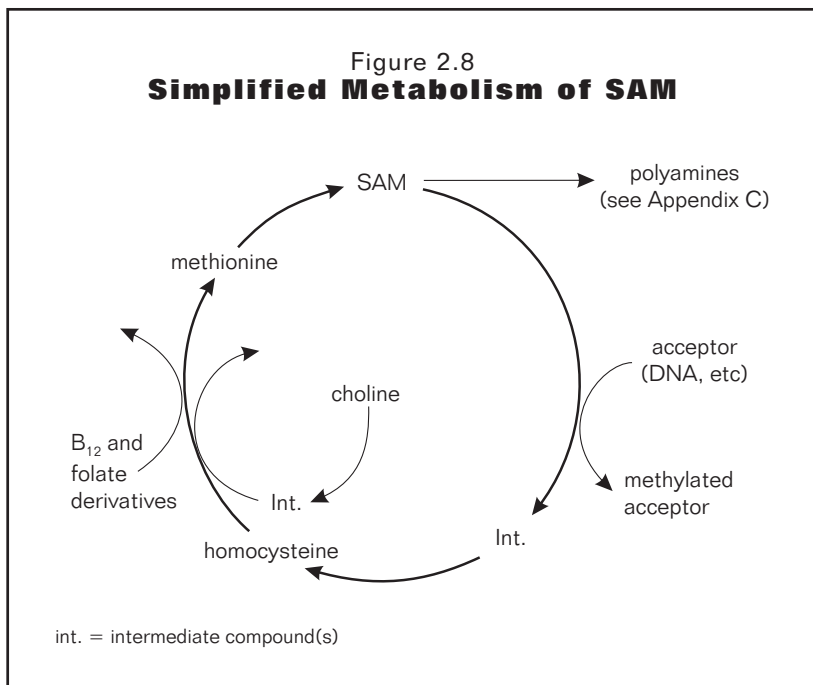 Figure 2.8
Simplified Metabolism of SAM
SAM
polyamines
(see Appendix C)
methionine
acceptor
(DNA, etc)
choline
B₁₂ and
folate
derivatives
Int.
methylated
acceptor
Int.
homocysteine
int. = intermediate compound(s)